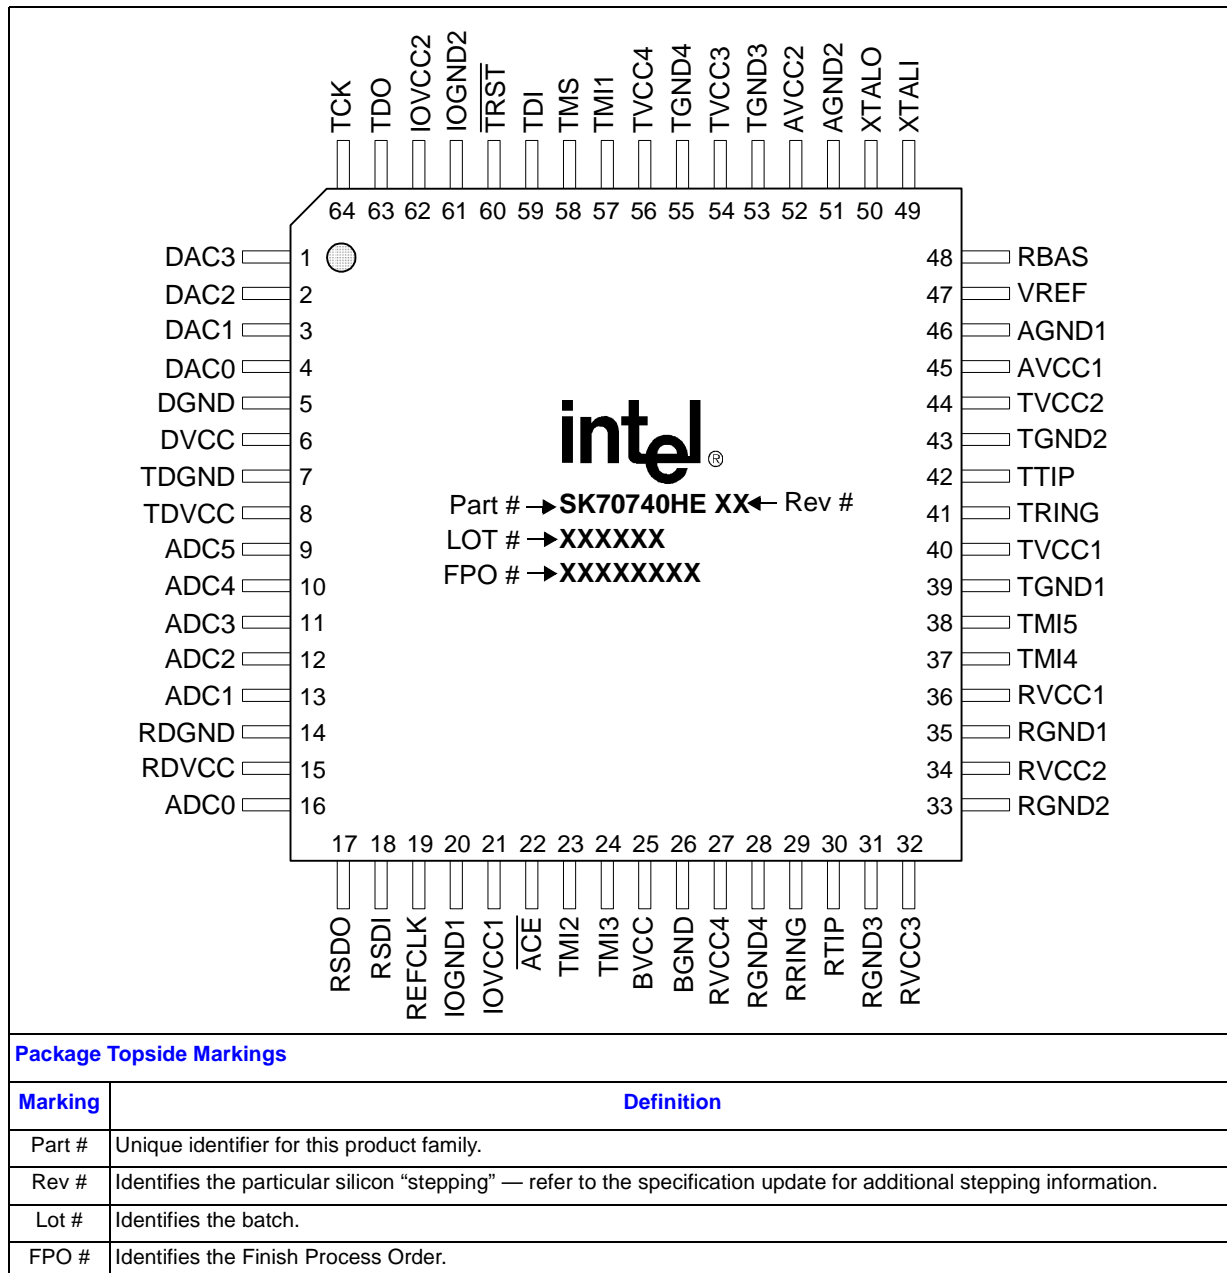 TCK TDO IOVCC2 IOGND2 TRST TDI TMS TMI1 TVCC4 TGND4 TVCC3 TGND3 AVCC2 AGND2 XTALO XTALI
64 63 62 61 60 59 58 57 56 55 54 53 52 51 50 49
DAC3 1 48 RBAS
DAC2 2 47 VREF
DAC1 3 46 AGND1
DAC0 4 45 AVCC1
DGND 5 44 TVCC2
DVCC 6 43 TGND2
TDGND 7 42 TTIP
TDVCC 8 41 TRING
ADC5 9 40 TVCC1
ADC4 10 39 TGND1
ADC3 11 38 TMI5
ADC2 12 37 TMI4
ADC1 13 36 RVCC1
RDGND 14 35 RGND1
RDVCC 15 34 RVCC2
ADC0 16 33 RGND2
intel®
Part # SK70740HE XX Rev #
LOT # XXXXXX
FPO # XXXXXXXX
17 18 19 20 21 22 23 24 25 26 27 28 29 30 31 32
RSDO RSDI REFCLK IOGND1 IOVCC1 ACE TMI2 TMI3 BVCC BGND RVCC4 RGND4 RRING RTIP RGND3 RVCC3
Package Topside Markings
Marking Definition
Part # Unique identifier for this product family.
Rev # Identifies the particular silicon “stepping” — refer to the specification update for additional stepping information.
Lot # Identifies the batch.
FPO # Identifies the Finish Process Order.